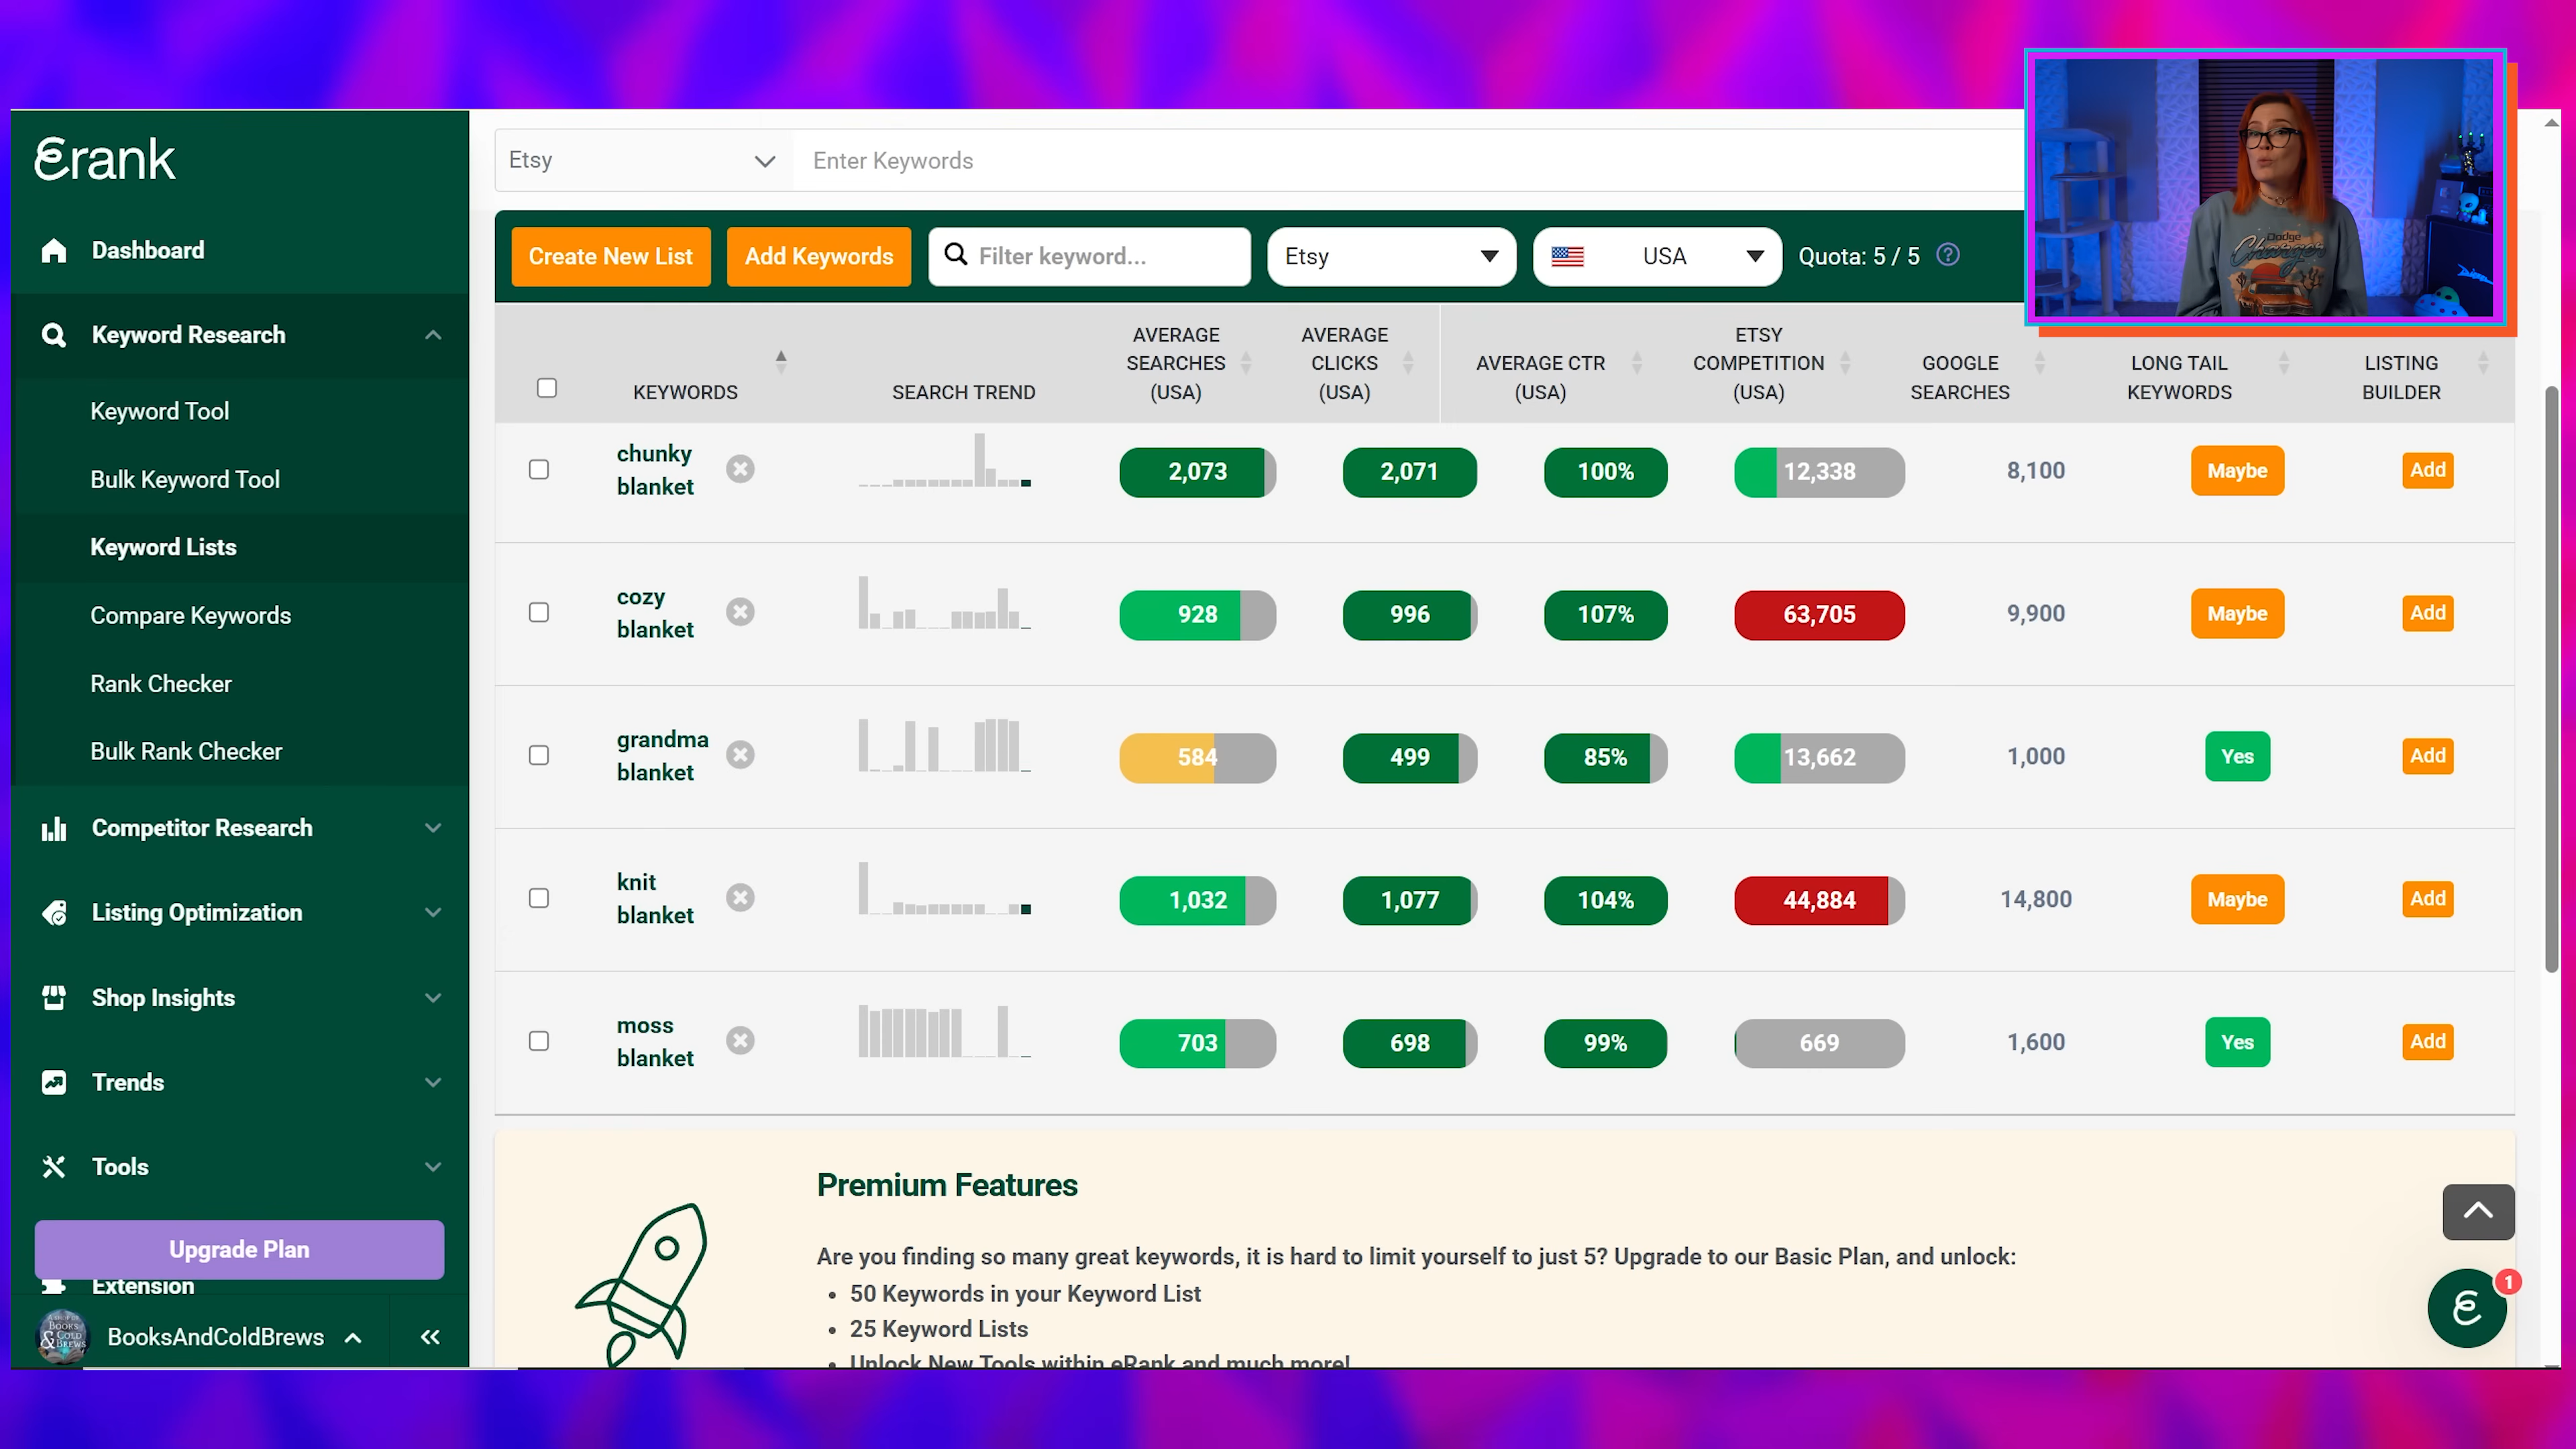 erank
Dashboard
Keyword Research
Keyword Tool
Bulk Keyword Tool
Keyword Lists
Compare Keywords
Rank Checker
Bulk Rank Checker
Competitor Research
Listing Optimization
Shop Insights
Trends
Tools
Upgrade Plan
Extension
BooksAndColdBrews
BOOKS
& COLD
BREWS
Etsy
Enter Keywords
Create New List
Add Keywords
Filter keyword...
Etsy
USA
Quota: 5 / 5
Dodge
Charger
KEYWORDS
SEARCH TREND
AVERAGE
SEARCHES
(USA)
AVERAGE
CLICKS
(USA)
AVERAGE CTR
(USA)
ETSY
COMPETITION
(USA)
GOOGLE
SEARCHES
LONG TAIL
KEYWORDS
LISTING
BUILDER
chunky
blanket
2,073
2,071
100%
12,338
8,100
Maybe
Add
cozy
blanket
928
996
107%
63,705
9,900
Maybe
Add
grandma
blanket
584
499
85%
13,662
1,000
Yes
Add
knit
blanket
1,032
1,077
104%
44,884
14,800
Maybe
Add
moss
blanket
703
698
99%
669
1,600
Yes
Add
Premium Features
Are you finding so many great keywords, it is hard to limit yourself to just 5? Upgrade to our Basic Plan, and unlock:
• 50 Keywords in your Keyword List
• 25 Keyword Lists
• Unlock New Tools within eRank and much more!
1